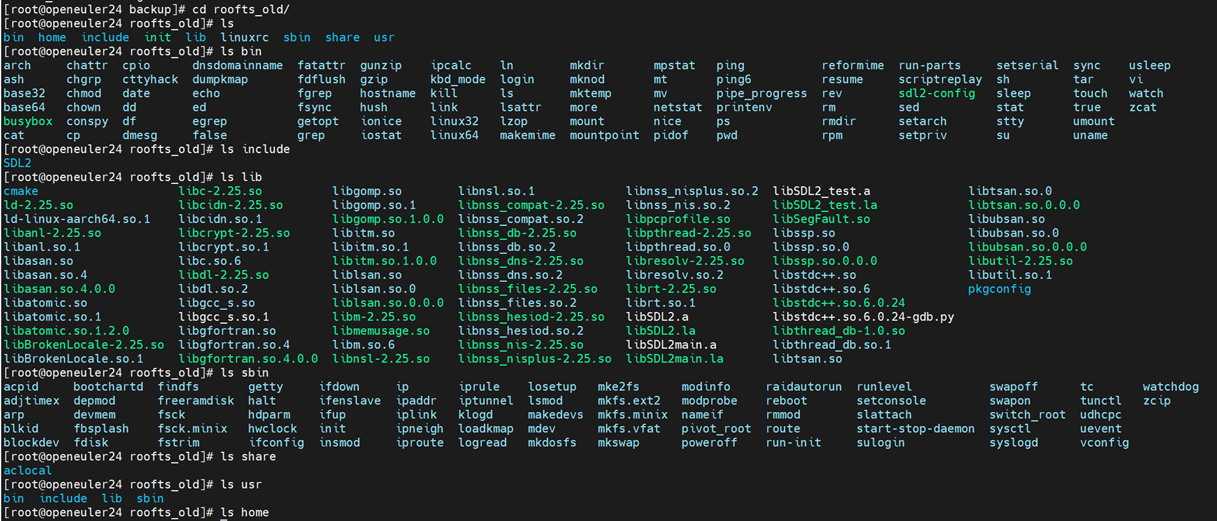 [root@openeuler24 backup]# cd roofts_old/
[root@openeuler24 roofts_old]# ls
bin  home  include  init  lib  linuxrc  sbin  share  usr
[root@openeuler24 roofts_old]# ls bin
arch  chattr  cpio  dnsdomainname  fatattr  gunzip  ipcalc  ln  mkdir  mpstat  ping  reformime  run-parts  setserial  sync  usleep
ash  chgrp  cttyhack  dumpkmap  fdflush  gzip  kbd_mode  login  mknod  mt  ping6  resume  scriptreplay  sh  tar  vi
base32  chmod  date  echo  fgrep  hostname  kill  ls  mktemp  mv  pipe_progress  rev  sdl2-config  sleep  touch  watch
base64  chown  dd  ed  fsync  hush  link  lsattr  more  netstat  printenv  rm  sed  stat  true  zcat
busybox  conspy  df  egrep  getopt  ionice  linux32  lzop  mount  nice  ps  rmdir  setarch  stty  umount
cat  cp  dmesg  false  grep  iostat  linux64  makemime  mountpoint  pidof  pwd  rpm  setpriv  su  uname
[root@openeuler24 roofts_old]# ls include
SDL2
[root@openeuler24 roofts_old]# ls lib
cmake  libc-2.25.so  libgomp.so  libnsl.so.1  libnss_nisplus.so.2  libSDL2_test.a  libtsan.so.0
ld-2.25.so  libcidn-2.25.so  libgomp.so.1  libnss_compat-2.25.so  libnss_nis.so.2  libSDL2_test.la  libtsan.so.0.0.0
ld-linux-aarch64.so.1  libcidn.so.1  libgomp.so.1.0.0  libnss_compat.so.2  libpcprofile.so  libSegFault.so  libubsan.so
libanl-2.25.so  libcrypt-2.25.so  libitm.so  libnss_db-2.25.so  libpthread-2.25.so  libssp.so  libubsan.so.0
libanl.so.1  libcrypt.so.1  libitm.so.1  libnss_db.so.2  libpthread.so.0  libssp.so.0  libubsan.so.0.0.0
libasan.so  libc.so.6  libitm.so.1.0.0  libnss_dns-2.25.so  libresolv-2.25.so  libssp.so.0.0.0  libutil-2.25.so
libasan.so.4  libdl-2.25.so  liblsan.so  libnss_dns.so.2  libresolv.so.2  libstdc++.so  libutil.so.1
libasan.so.4.0.0  libdl.so.2  liblsan.so.0  libnss_files-2.25.so  librt-2.25.so  libstdc++.so.6  pkgconfig
libatomic.so  libgcc_s.so  liblsan.so.0.0.0  libnss_files.so.2  librt.so.1  libstdc++.so.6.0.24
libatomic.so.1  libgcc_s.so.1  libm-2.25.so  libnss_hesiod-2.25.so  libSDL2.a  libstdc++.so.6.0.24-gdb.py
libatomic.so.1.2.0  libgfortran.so  libmemusage.so  libnss_hesiod.so.2  libSDL2.la  libthread_db-1.0.so
libBrokenLocale-2.25.so  libgfortran.so.4  libm.so.6  libnss_nis-2.25.so  libSDL2main.a  libthread_db.so.1
libBrokenLocale.so.1  libgfortran.so.4.0.0  libnsl-2.25.so  libnss_nisplus-2.25.so  libSDL2main.la  libtsan.so
[root@openeuler24 roofts_old]# ls sbin
acpid  bootchartd  findfs  getty  ifdown  ip  iprule  losetup  mke2fs  modinfo  raidautorun  runlevel  swapoff  tc  watchdog
adjtimex  depmod  freeramdisk  halt  ifenslave  ipaddr  iptunnel  lsmod  mkfs.ext2  modprobe  reboot  setconsole  swapon  tunctl  zcip
arp  devmem  fsck  hdparm  ifup  iplink  klogd  makedevs  mkfs.minix  nameif  rmmod  slattach  switch_root  udhcpc
blkid  fbsplash  fsck.minix  hwclock  init  ipneigh  loadkmap  mdev  mkfs.vfat  pivot_root  route  start-stop-daemon  sysctl  uevent
blockdev  fdisk  fstrim  ifconfig  insmod  iproute  logread  mkdosfs  mkswap  poweroff  run-init  sulogin  syslogd  vconfig
[root@openeuler24 roofts_old]# ls share
aclocal
[root@openeuler24 roofts_old]# ls usr
bin  include  lib  sbin
[root@openeuler24 roofts_old]# ls home